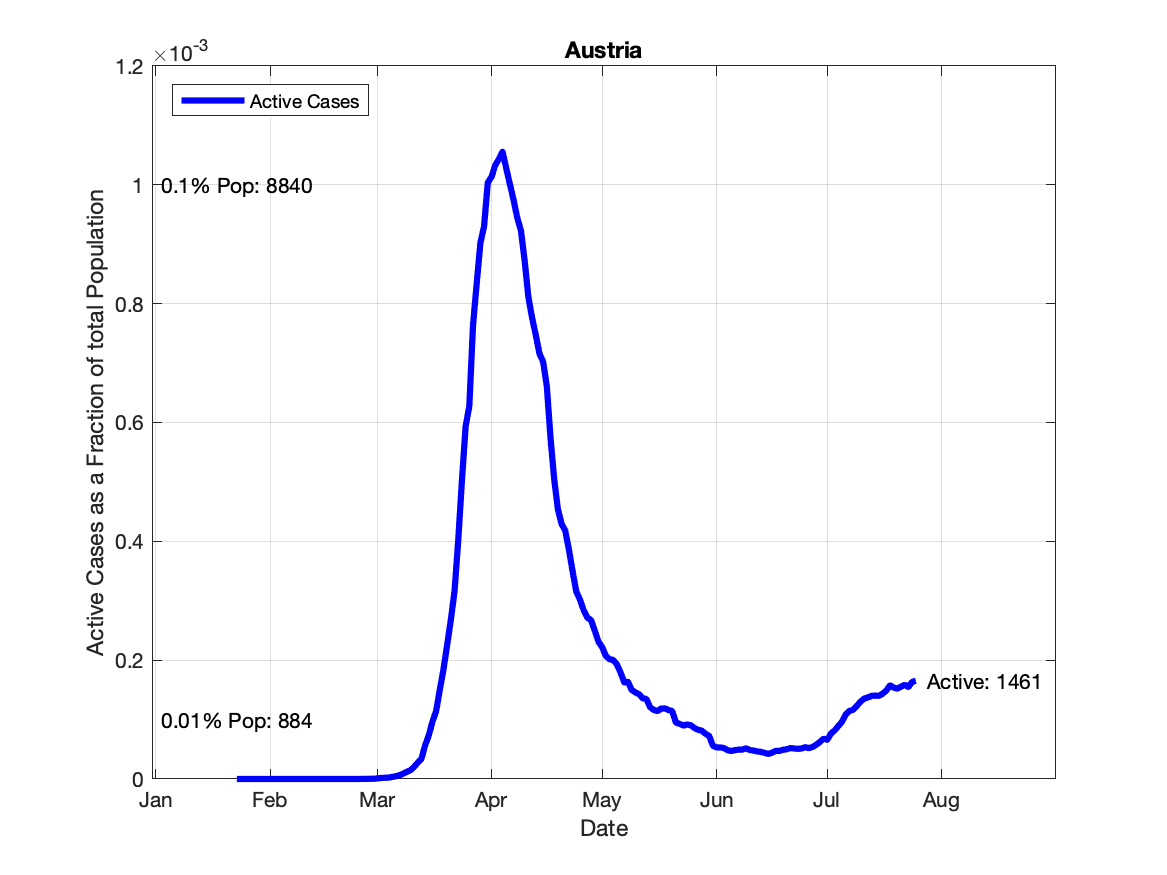 Austria
×10-3
1.2
1
0.8
0.6
0.4
0.2
0
Active Cases
0.1% Pop: 8840
0.01% Pop: 884
Active: 1461
Active Cases as a Fraction of total Population
Jan Feb Mar Apr May Jun Jul Aug
Date